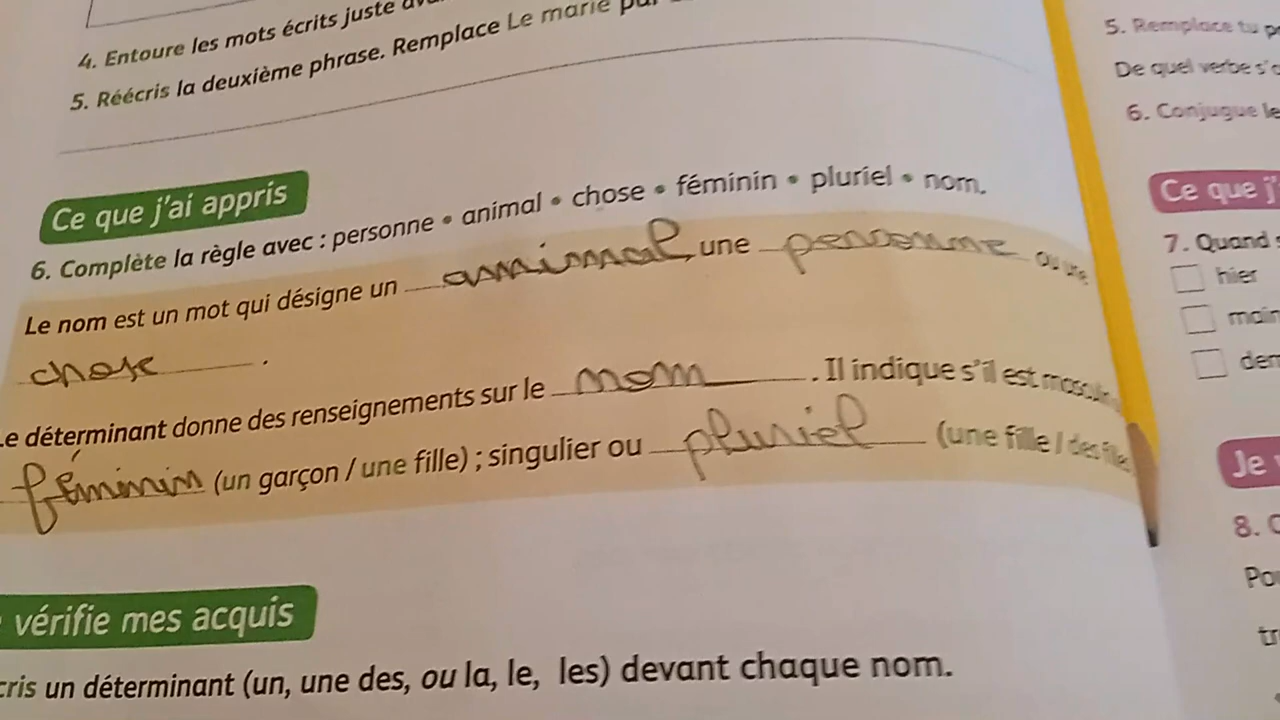 4. Entoure les mots écrits juste
5. Réécris la deuxième phrase. Remplace Le marié
Ce que j'ai appris
6. Complète la règle avec : personne • animal • chose • féminin • pluriel • nom.
Le nom est un mot qui désigne un animal, une personne ou une
chose .
Le déterminant donne des renseignements sur le nom . Il indique s'il est masculin
féminin (un garçon / une fille) ; singulier ou pluriel (une fille / des filles
vérifie mes acquis
cris un déterminant (un, une des, ou la, le, les) devant chaque nom.
5. Remplace tu
De quel verbe s'
6. Conjugue le
Ce que j'
7. Quand
hier
Je
8.